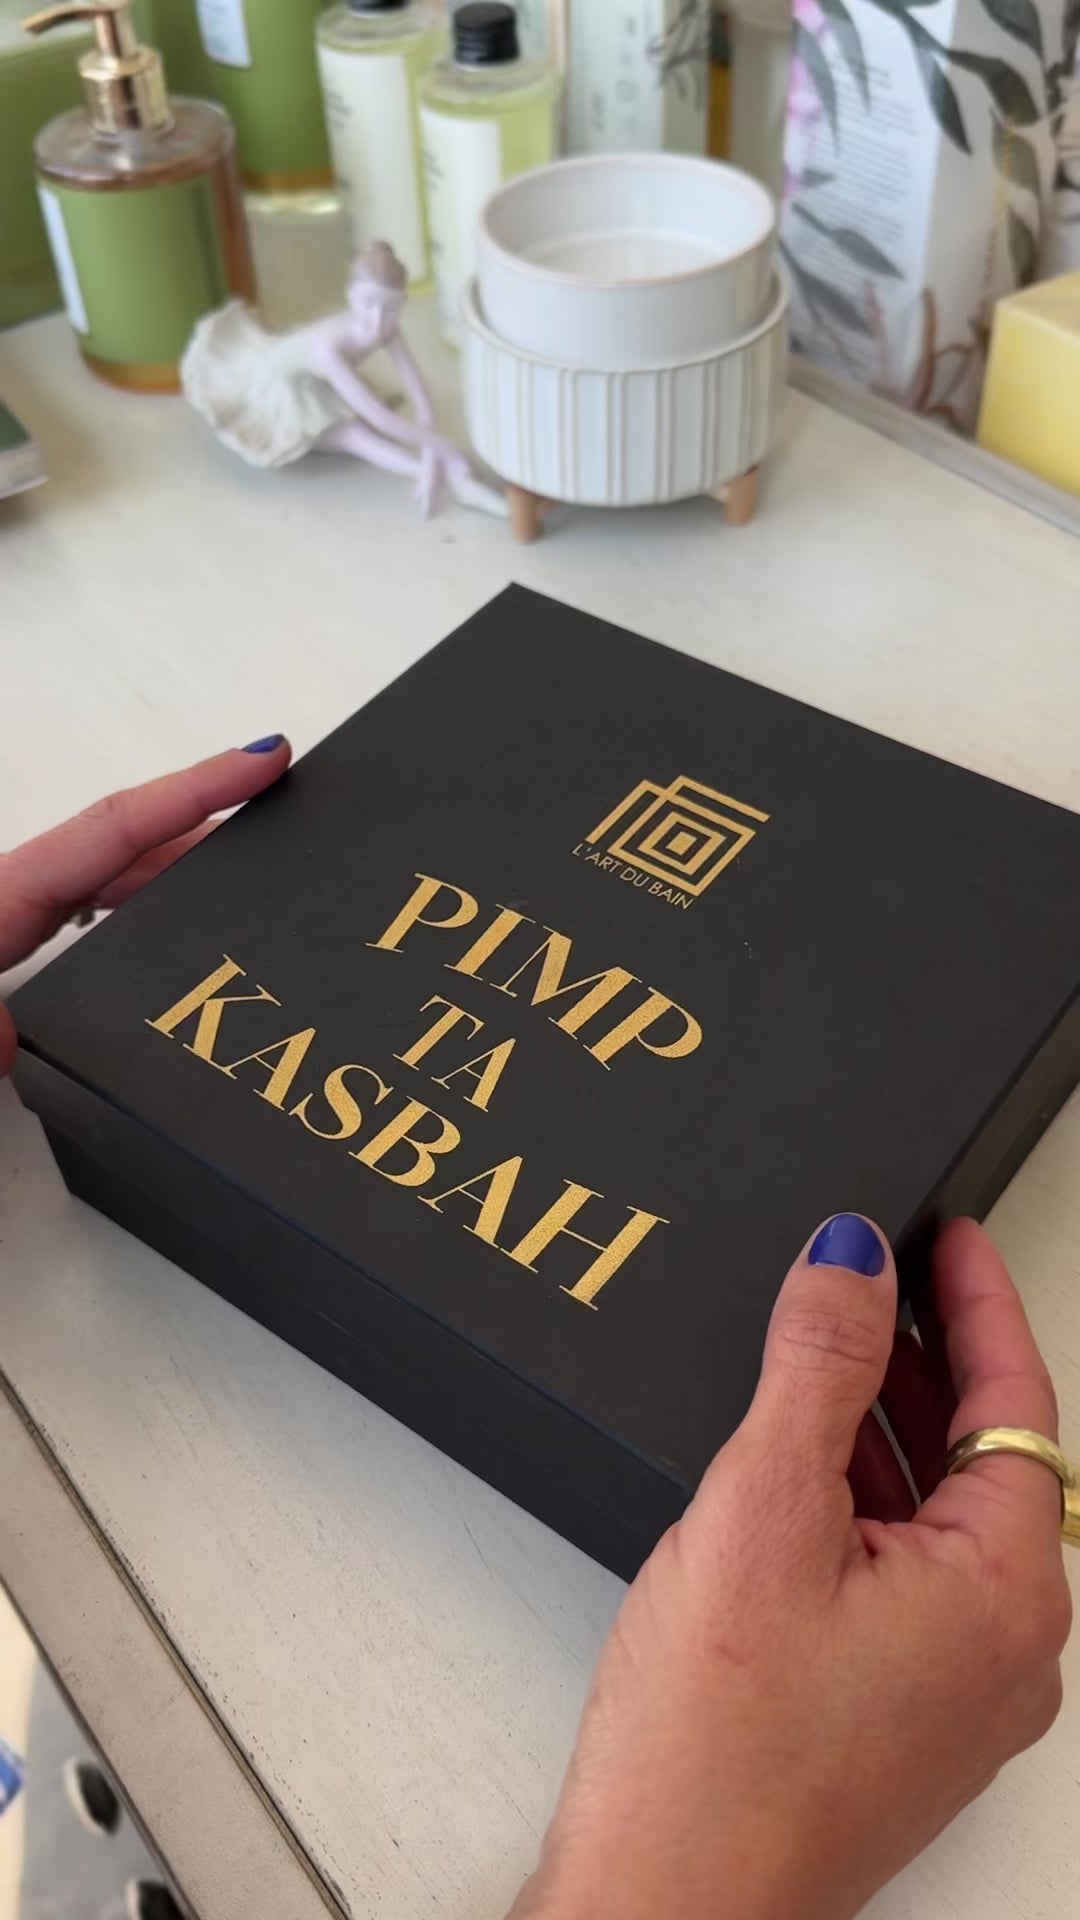 L'ART DU BAIN
PIMP
TA
KASBAH